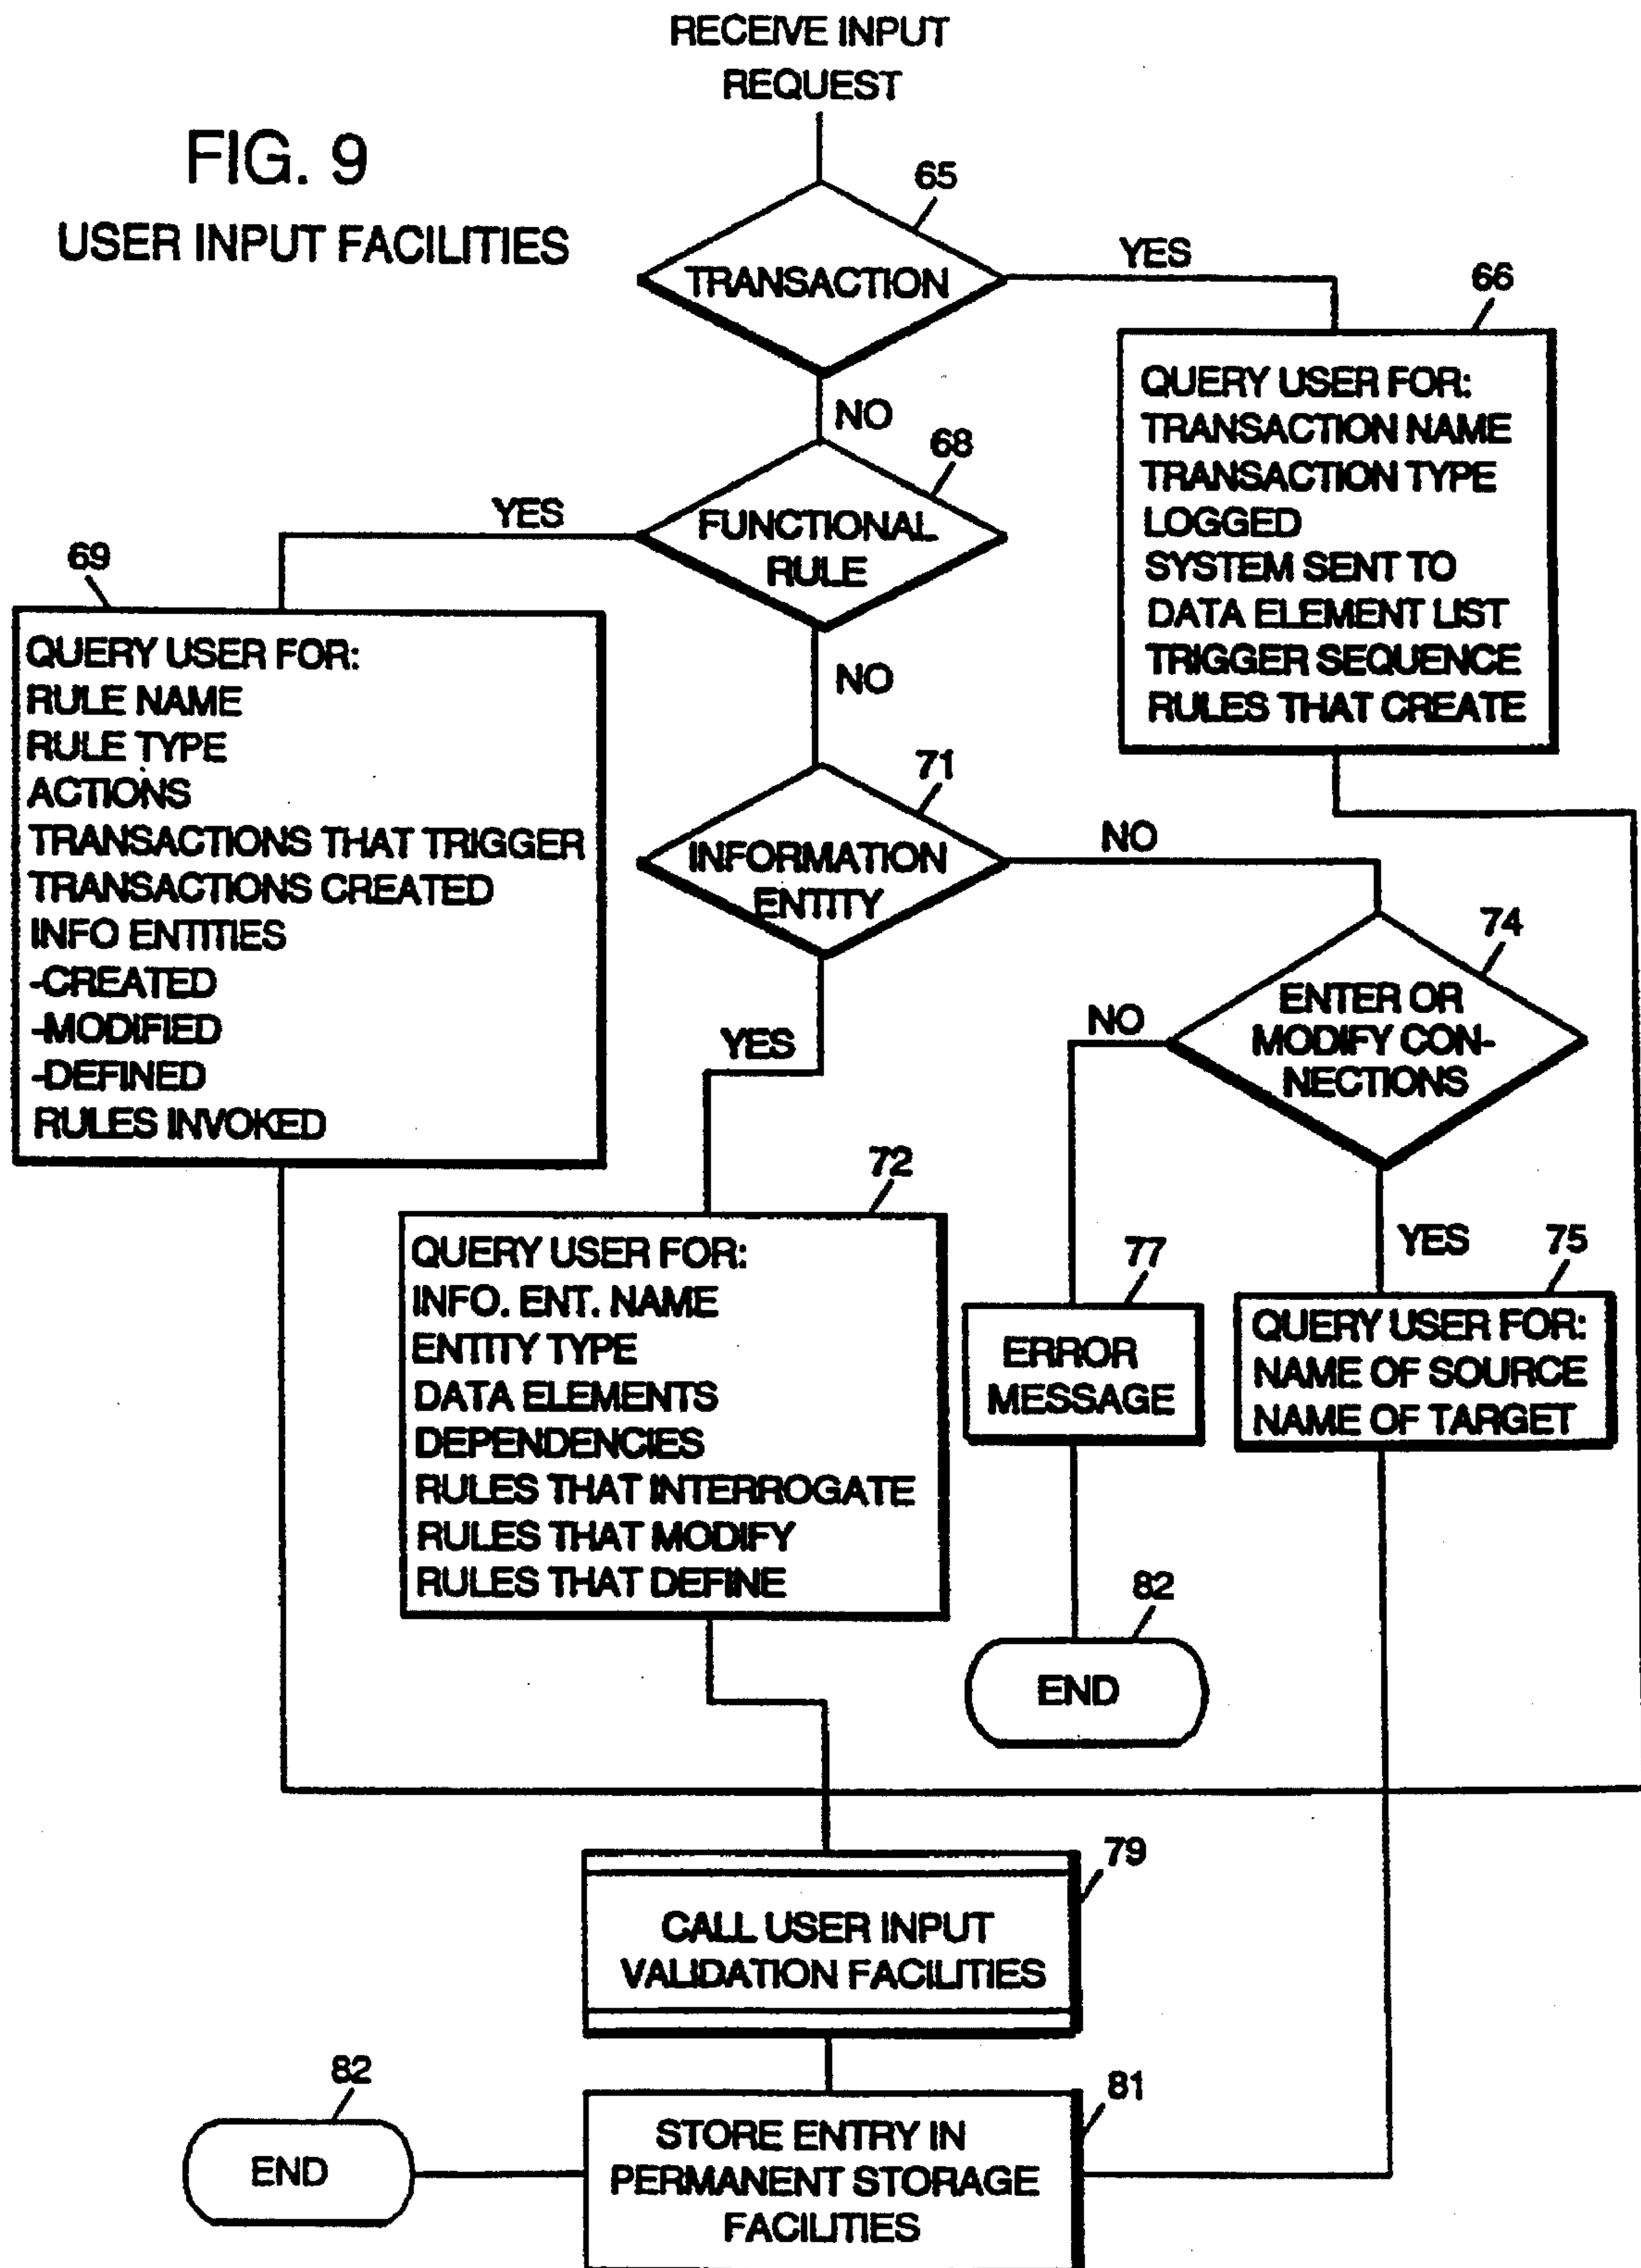 RECEIVE INPUT
REQUEST
FIG. 9
USER INPUT FACILITIES
65
TRANSACTION
YES
66
QUERY USER FOR:
TRANSACTION NAME
TRANSACTION TYPE
LOGGED
SYSTEM SENT TO
DATA ELEMENT LIST
TRIGGER SEQUENCE
RULES THAT CREATE
NO
68
FUNCTIONAL
RULE
YES
69
QUERY USER FOR:
RULE NAME
RULE TYPE
ACTIONS
TRANSACTIONS THAT TRIGGER
TRANSACTIONS CREATED
INFO ENTITIES
-CREATED
-MODIFIED
-DEFINED
RULES INVOKED
NO
71
INFORMATION
ENTITY
NO
74
ENTER OR
MODIFY CON-
NECTIONS
NO
YES
72
QUERY USER FOR:
INFO. ENT. NAME
ENTITY TYPE
DATA ELEMENTS
DEPENDENCIES
RULES THAT INTERROGATE
RULES THAT MODIFY
RULES THAT DEFINE
77
ERROR
MESSAGE
YES
75
QUERY USER FOR:
NAME OF SOURCE
NAME OF TARGET
82
END
79
CALL USER INPUT
VALIDATION FACILITIES
82
END
81
STORE ENTRY IN
PERMANENT STORAGE
FACILITIES